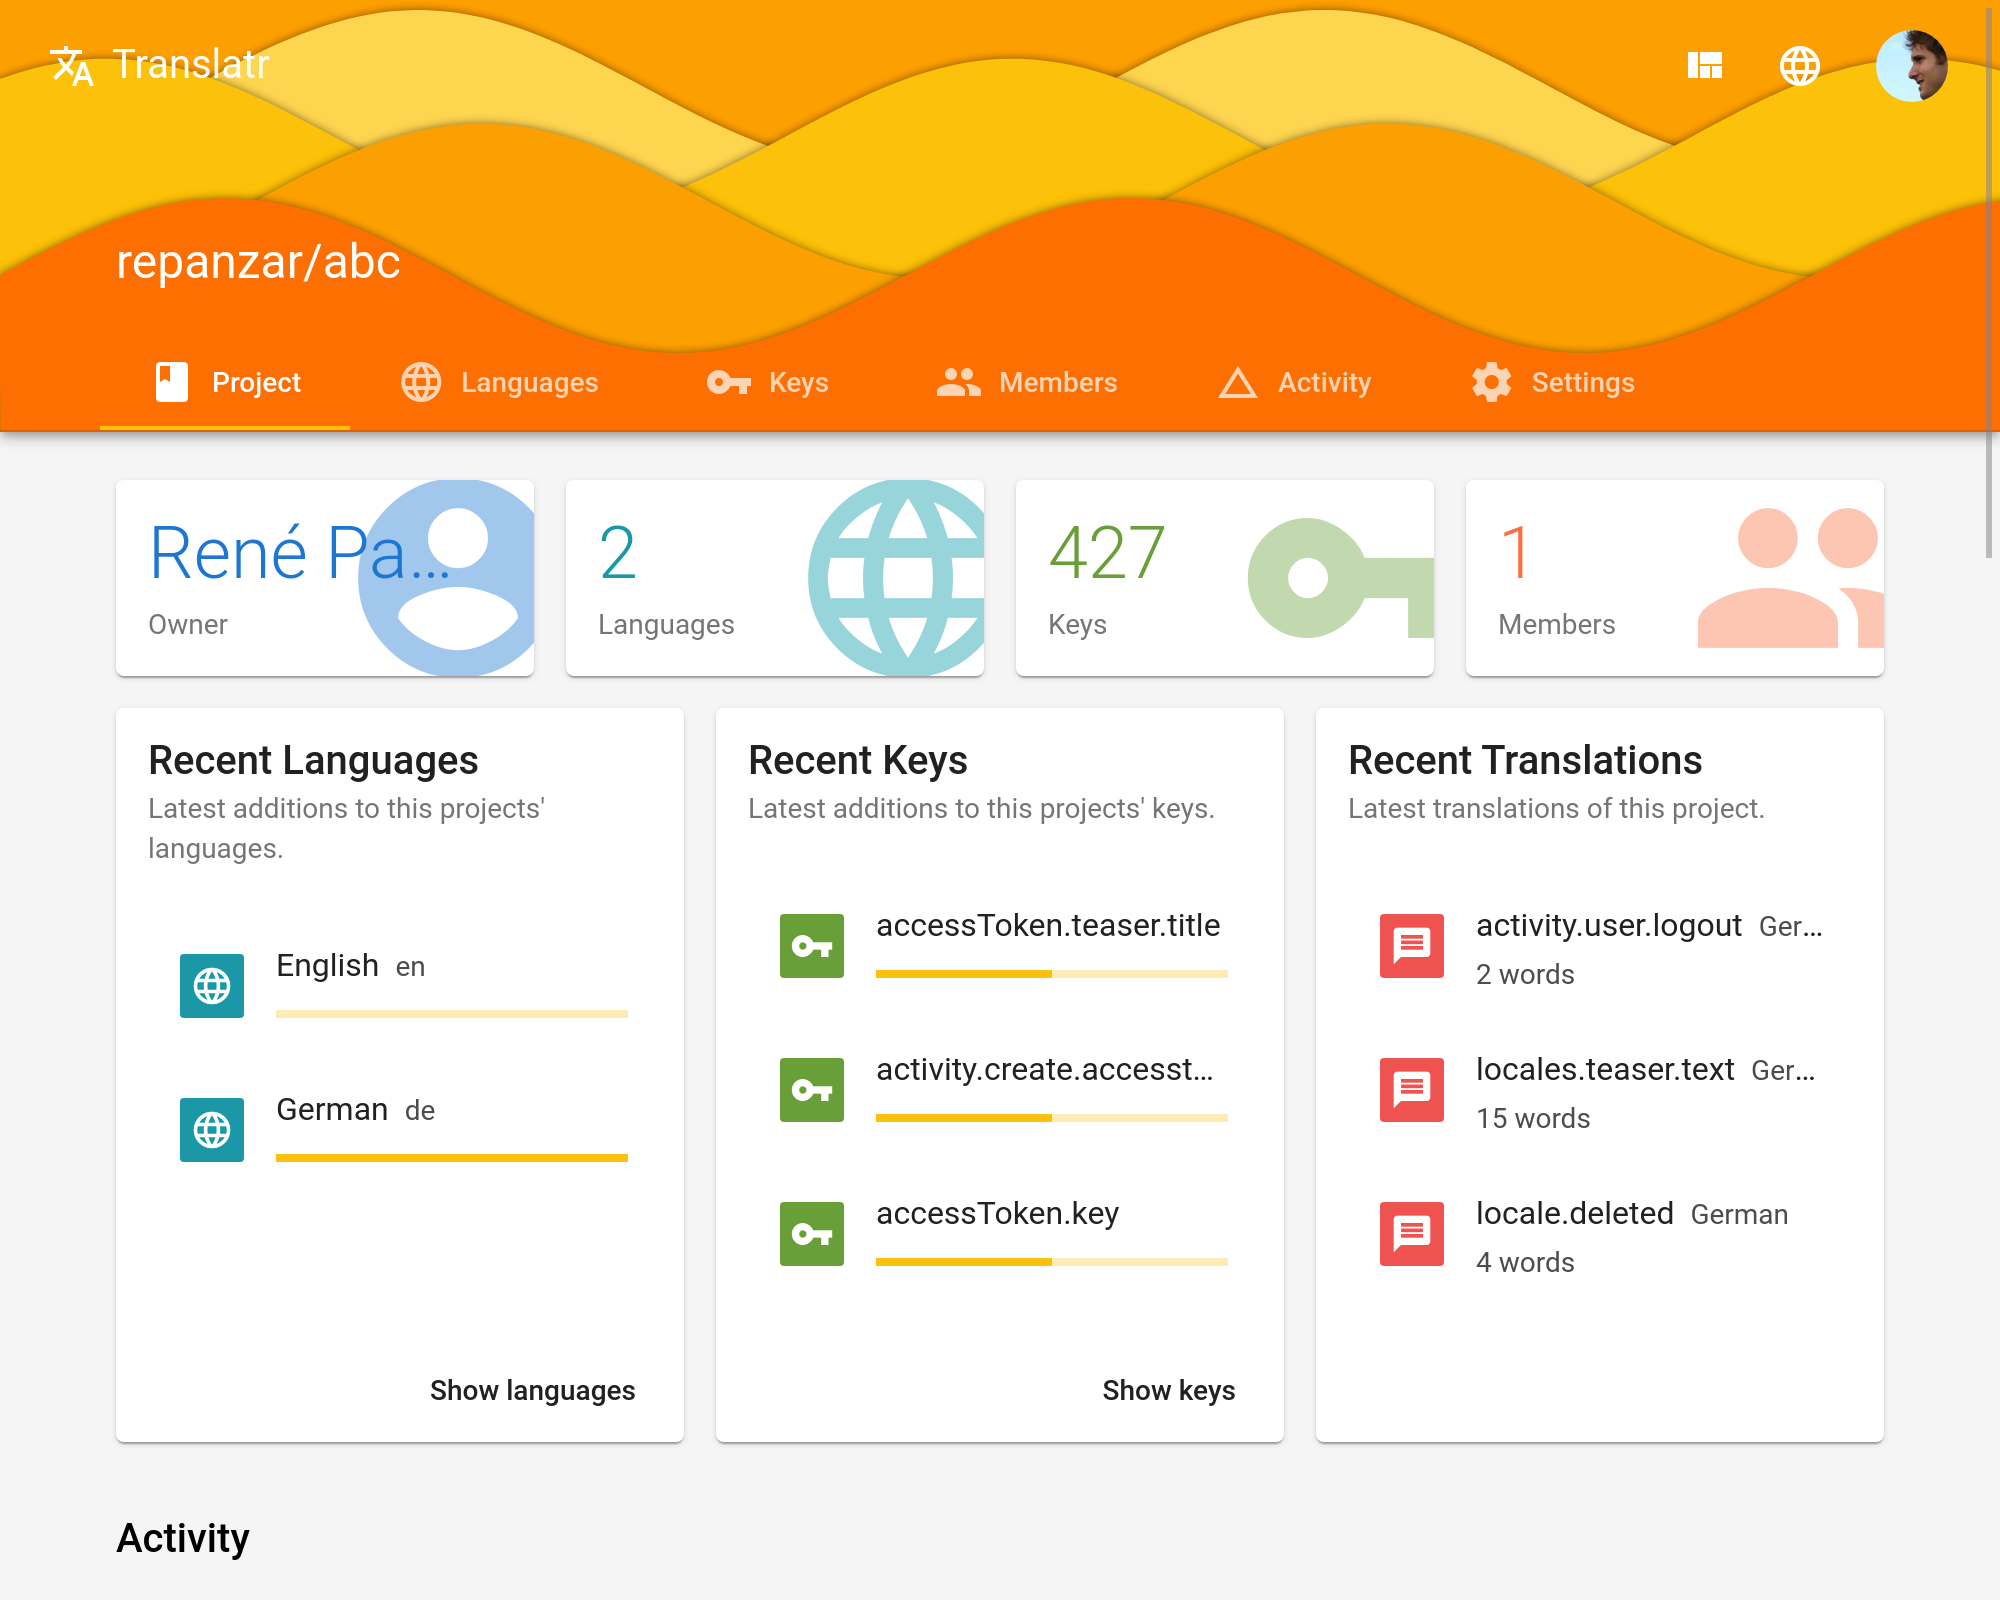 Translatr
repanzar/abc
Project
Languages
Keys
Members
Activity
Settings
René Pa...
Owner
2
Languages
427
Keys
1
Members
Recent Languages
Latest additions to this projects'
languages.
English en
German de
Show languages
Recent Keys
Latest additions to this projects' keys.
accessToken.teaser.title
activity.create.accesst...
accessToken.key
Show keys
Recent Translations
Latest translations of this project.
activity.user.logout Ger...
2 words
locales.teaser.text Ger...
15 words
locale.deleted German
4 words
Activity